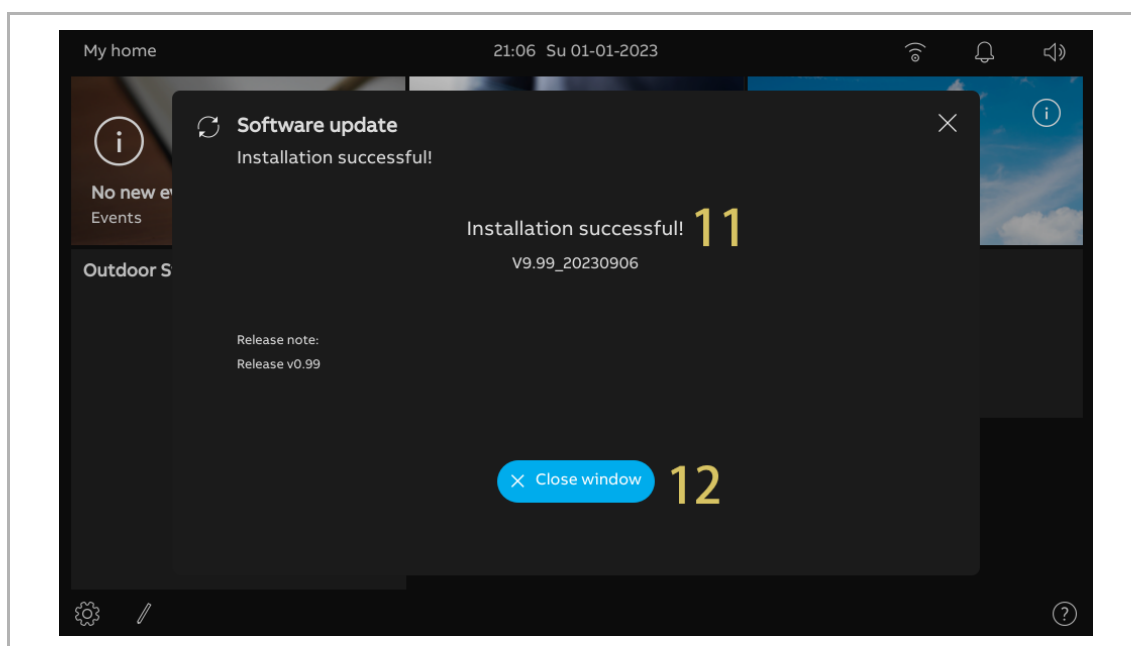 My home 21:06 Su 01-01-2023
Software update
Installation successful!
No new e
Events
Installation successful! 11
V9.99_20230906
Outdoor S
Release note:
Release v0.99
Close window 12